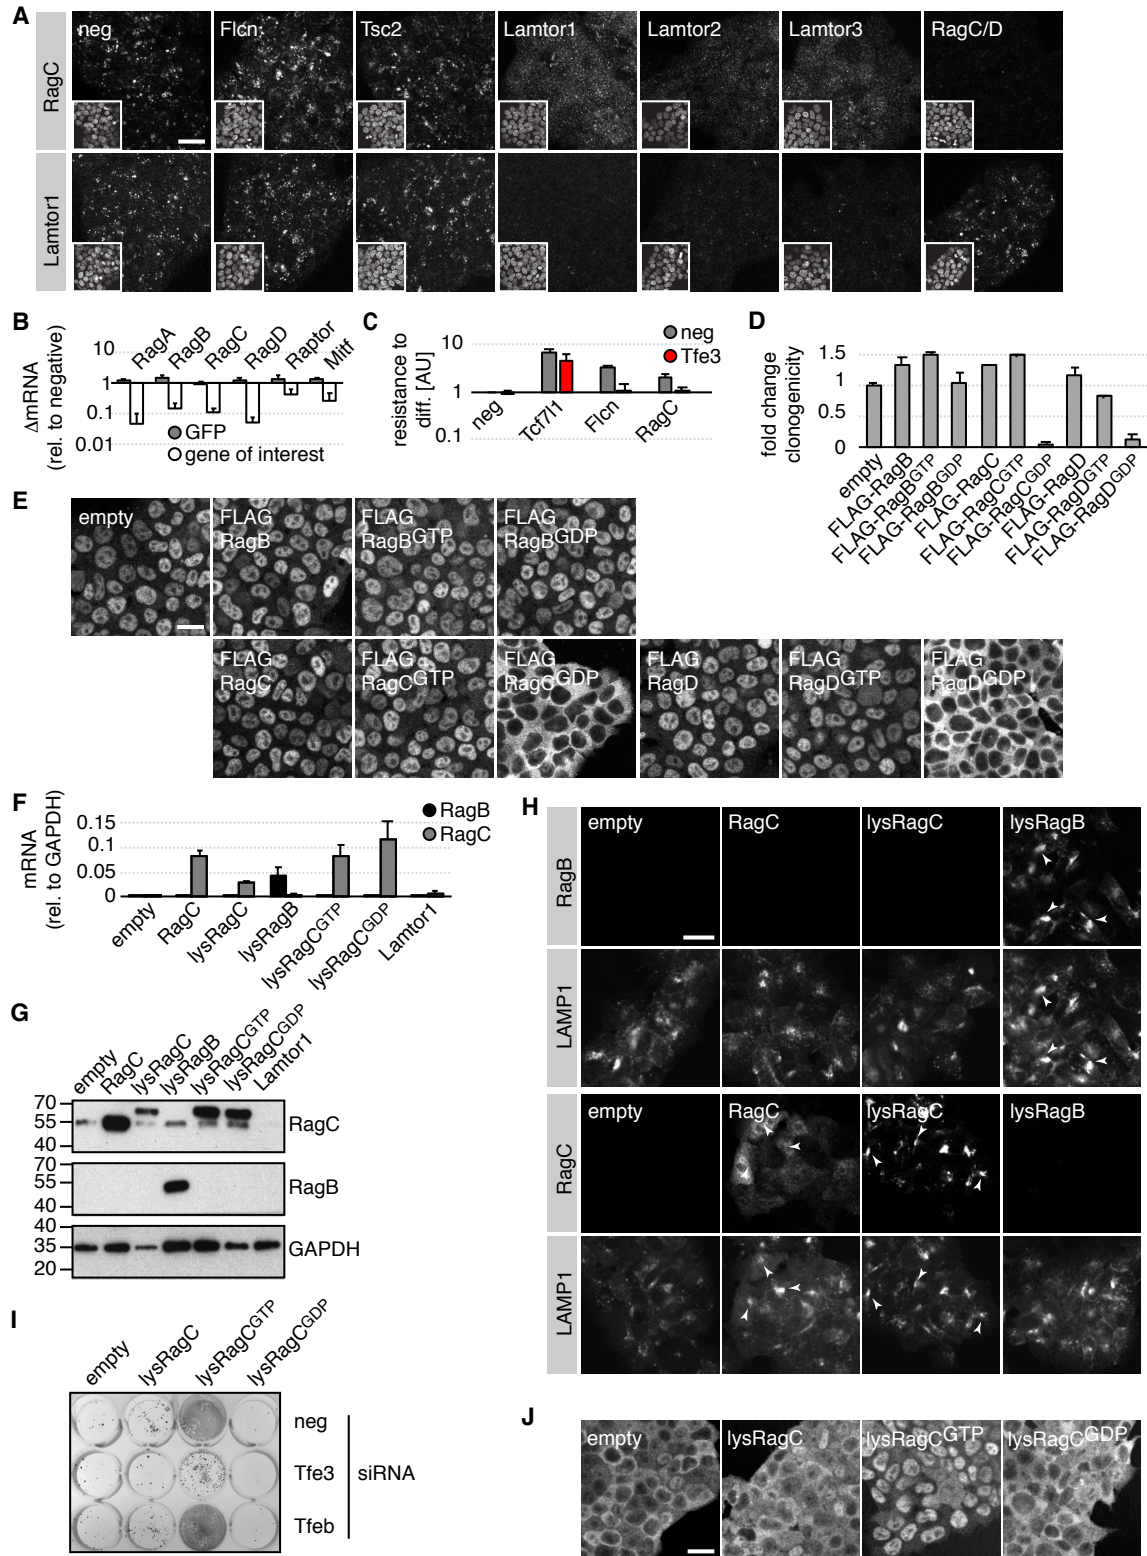 A
neg Flcn Tsc2 Lamtor1 Lamtor2 Lamtor3 RagC/D
RagC
Lamtor1
B
ΔmRNA
(rel. to negative)
10
1
0.1
0.01
RagA RagB RagC RagD Raptor Mitf
GFP
gene of interest
C
resistance to
diff. [AU]
10
1
0.1
neg
Tfe3
neg Tcf7l1 Flcn RagC
D
fold change
clonogenicity
1.5
1
0.5
0
empty
FLAG-RagB
FLAG-RagBGTP
FLAG-RagBGDP
FLAG-RagC
FLAG-RagCGTP
FLAG-RagCGDP
FLAG-RagD
FLAG-RagDGTP
FLAG-RagDGDP
E
empty
FLAG
RagB
FLAG
RagBGTP
FLAG
RagBGDP
FLAG
RagC
FLAG
RagCGTP
FLAG
RagCGDP
FLAG
RagD
FLAG
RagDGTP
FLAG
RagDGDP
F
mRNA
(rel. to GAPDH)
0.15
0.1
0.05
0
RagB
RagC
empty RagC lysRagC lysRagB lysRagCGTP lysRagCGDP Lamtor1
G
empty RagC lysRagC lysRagB lysRagCGTP lysRagCGDP Lamtor1
70
55
40
RagC
70
55
40
RagB
40
35
20
GAPDH
H
empty RagC lysRagC lysRagB
RagB
LAMP1
empty RagC lysRagC lysRagB
RagC
LAMP1
I
empty lysRagC lysRagCGTP lysRagCGDP
neg
Tfe3
Tfeb
siRNA
J
empty lysRagC lysRagCGTP lysRagCGDP